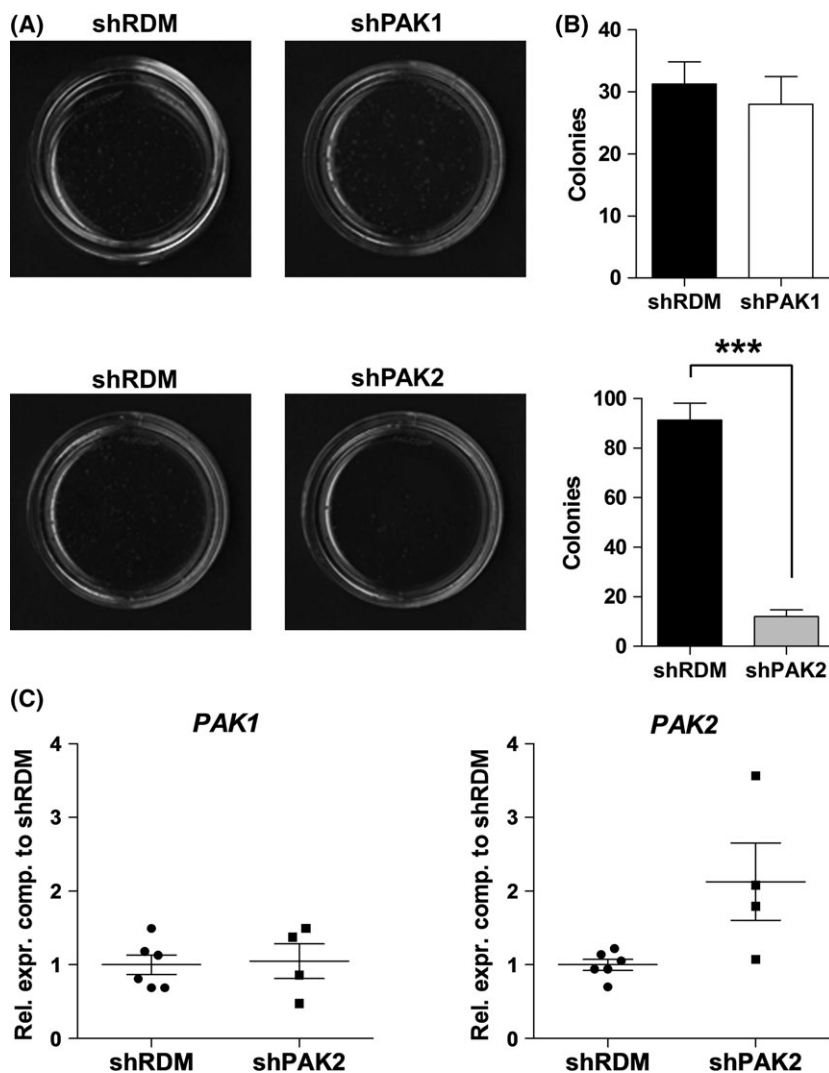 (A)
shRDM
shPAK1
(B)
40
30
20
10
0
Colonies
shRDM
shPAK1
shRDM
shPAK2
***
100
80
60
40
20
0
Colonies
shRDM
shPAK2
(C)
PAK1
4
3
2
1
0
Rel. expr. comp. to shRDM
shRDM
shPAK2
PAK2
4
3
2
1
0
Rel. expr. comp. to shRDM
shRDM
shPAK2